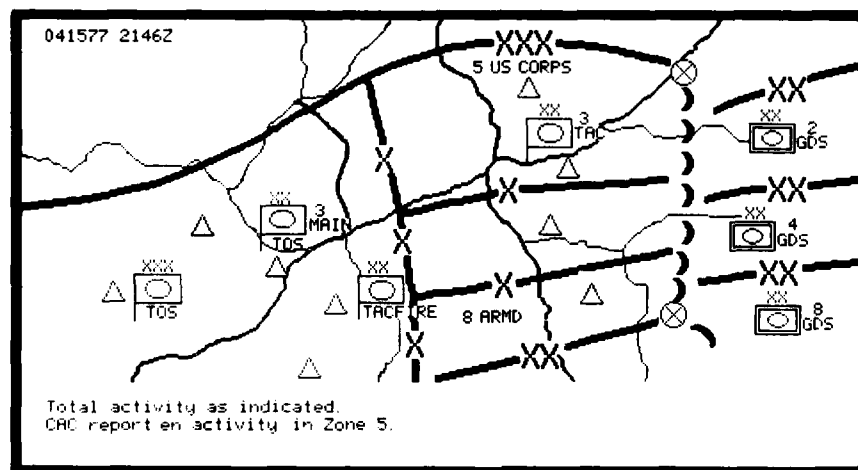 041577 2146Z
XXX
5 US CORPS
XX
XX
3
TAC
XX
2
GDS
X
X
XX
XX
3
MAIN
TOS
XX
4
GDS
X
XXX
TOS
XX
TACFIRE
X
8 ARMD
XX
XX
8
GDS
X
XX
Total activity as indicated.
CAC report en activity in Zone 5.